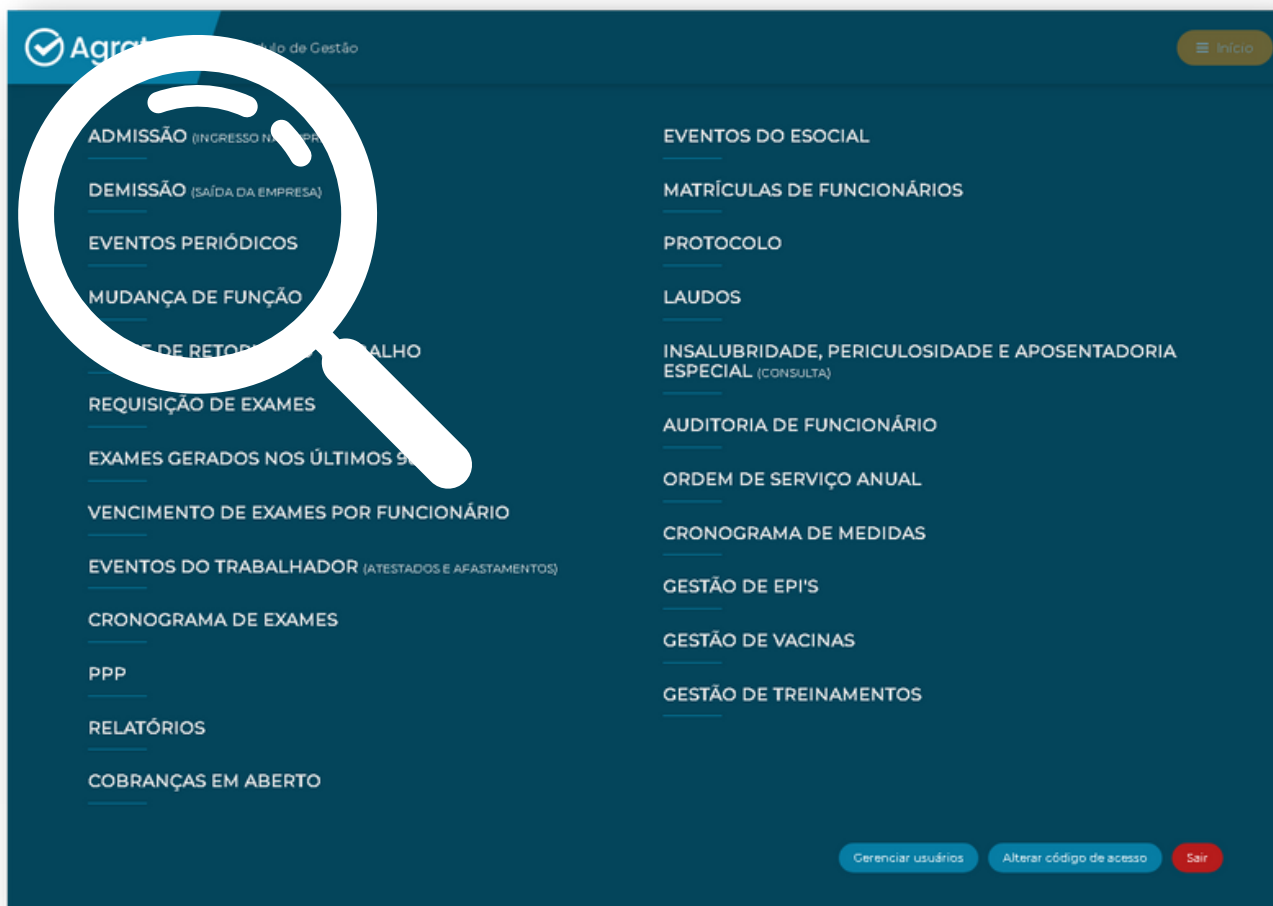 de Gestão
Início
ADMISSÃO (INGRESSO
DEMISSÃO (SAÍDA DA EMPRESA)
EVENTOS PERIÓDICOS
MUDANÇA DE FUNÇÃO
DE
REQUISIÇÃO DE EXAMES
EXAMES GERADOS NOS ÚLTIMOS
VENCIMENTO DE EXAMES POR FUNCIONÁRIO
EVENTOS DO TRABALHADOR (ATESTADOS E AFASTAMENTOS)
CRONOGRAMA DE EXAMES
PPP
RELATÓRIOS
COBRANÇAS EM ABERTO
EVENTOS DO ESOCIAL
MATRÍCULAS DE FUNCIONÁRIOS
PROTOCOLO
LAUDOS
INSALUBRIDADE, PERICULOSIDADE E APOSENTADORIA
ESPECIAL (CONSULTA)
AUDITORIA DE FUNCIONÁRIO
ORDEM DE SERVIÇO ANUAL
CRONOGRAMA DE MEDIDAS
GESTÃO DE EPI'S
GESTÃO DE VACINAS
GESTÃO DE TREINAMENTOS
Gerenciar usuários
Alterar código de acesso
Sair